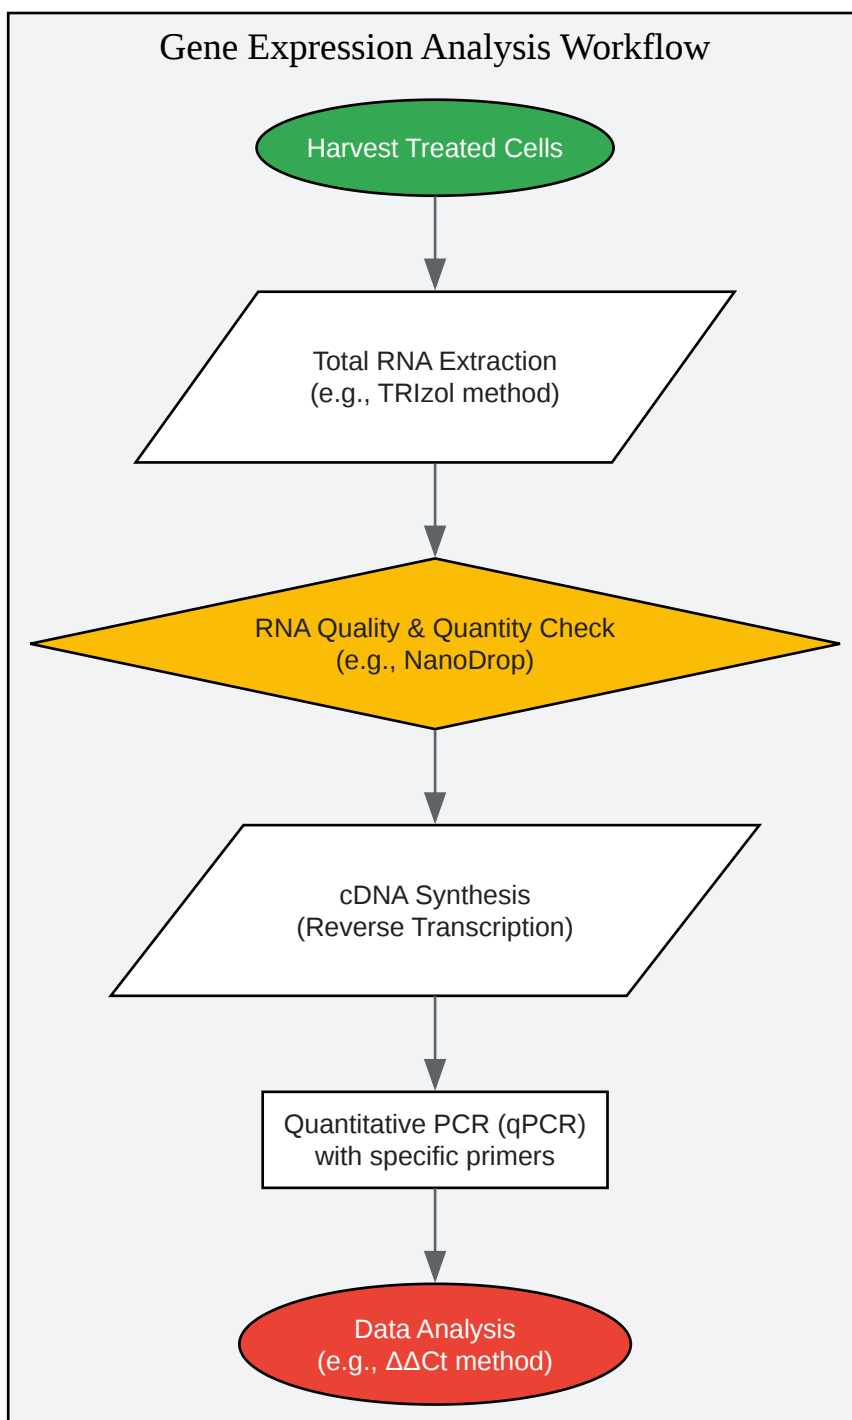 Gene Expression Analysis Workflow
Harvest Treated Cells
Total RNA Extraction
(e.g., TRIzol method)
RNA Quality & Quantity Check
(e.g., NanoDrop)
cDNA Synthesis
(Reverse Transcription)
Quantitative PCR (qPCR)
with specific primers
Data Analysis
(e.g., ΔΔCt method)